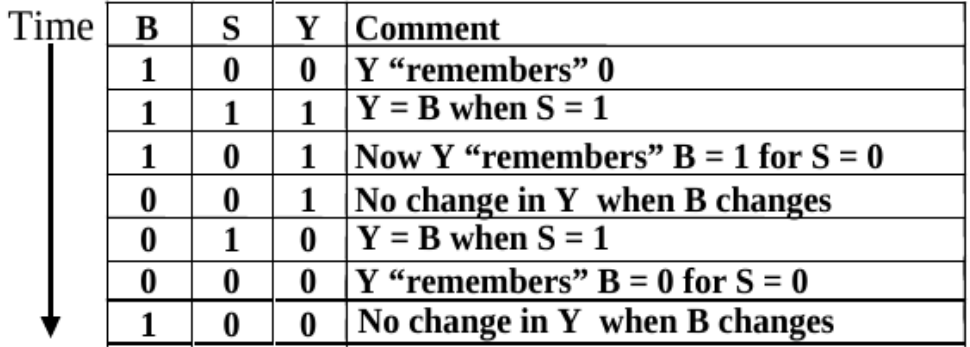 Time B S Y Comment
1 0 0 Y “remembers” 0
1 1 1 Y = B when S = 1
1 0 1 Now Y “remembers” B = 1 for S = 0
0 0 1 No change in Y when B changes
0 1 0 Y = B when S = 1
0 0 0 Y “remembers” B = 0 for S = 0
1 0 0 No change in Y when B changes